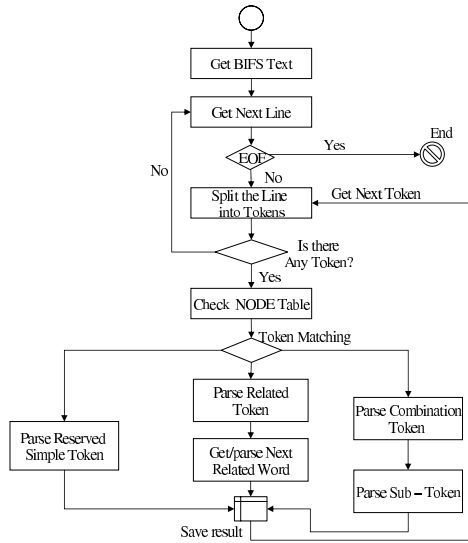 Get BIFS Text
Get Next Line
End
Yes
EOF
No
No
Split the Line
into Tokens
Get Next Token
Is there
Any Token?
Yes
Check NODE Table
Token Matching
Parse Related
Token
Parse Combination
Token
Parse Reserved
Simple Token
Get/parse Next
Related Word
Parse Sub – Token
Save result